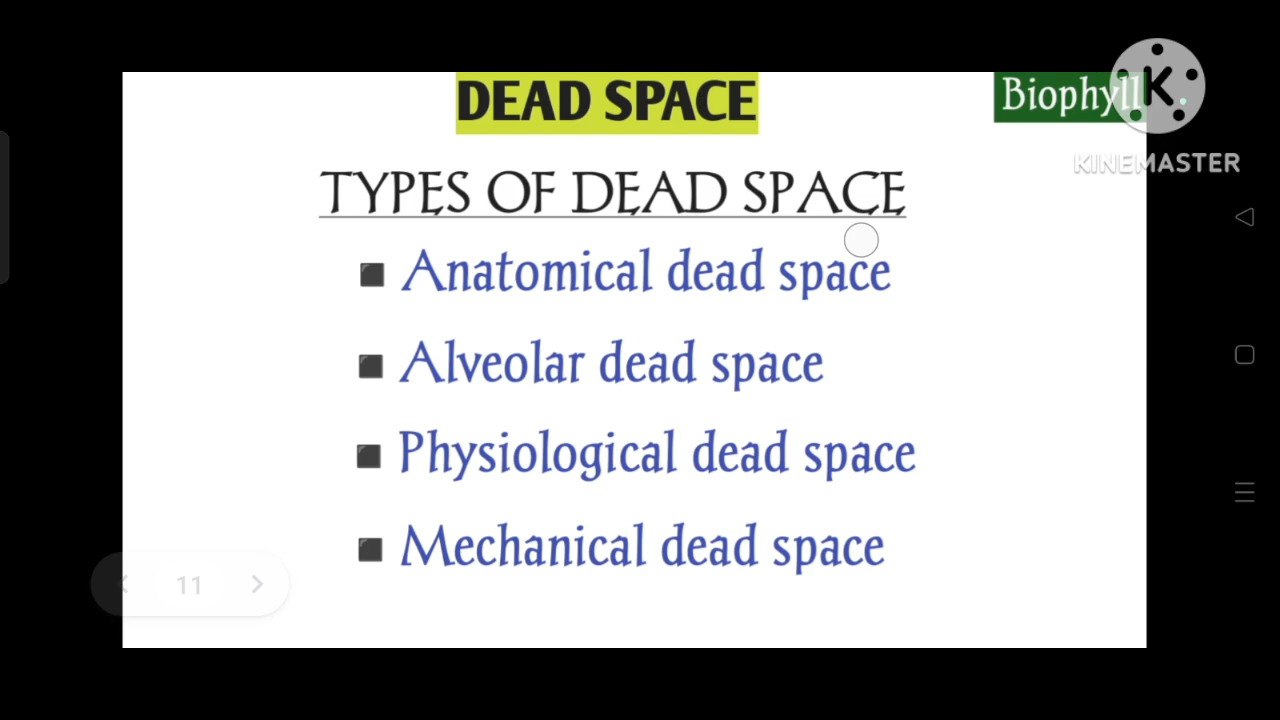 DEAD SPACE
Biophyll
K
KINEMASTER
TYPES OF DEAD SPACE
Anatomical dead space
Alveolar dead space
Physiological dead space
Mechanical dead space
11